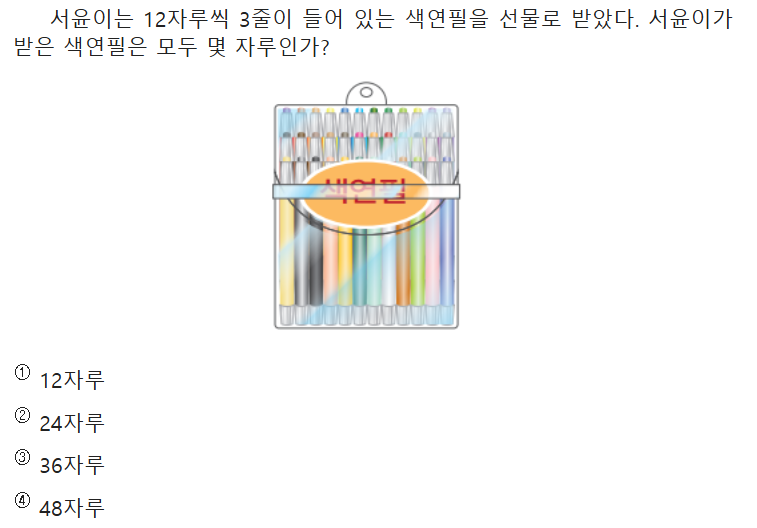 서윤이는 12자루씩 3줄이 들어 있는 색연필을 선물로 받았다. 서윤이가
받은 색연필은 모두 몇 자루인가?
색연필
① 12자루
② 24자루
③ 36자루
④ 48자루